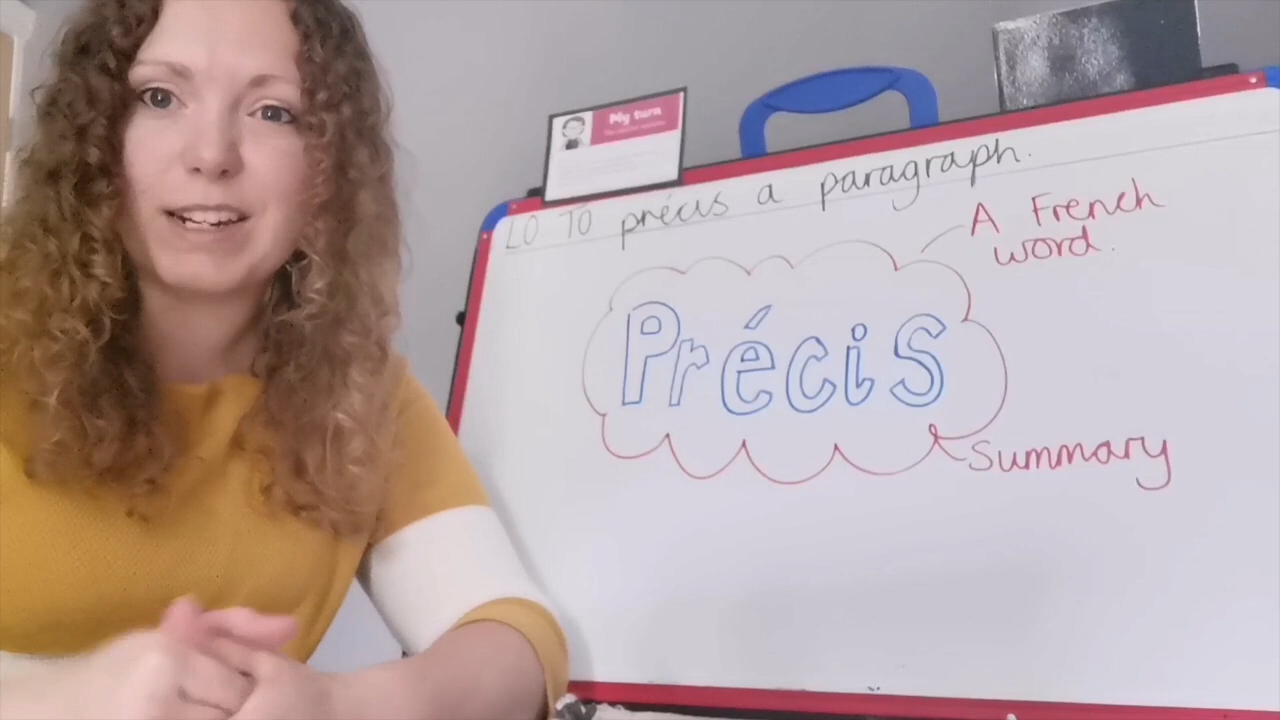 My turn
LO TO précis a paragraph.
A French
word.
Précis
Summary